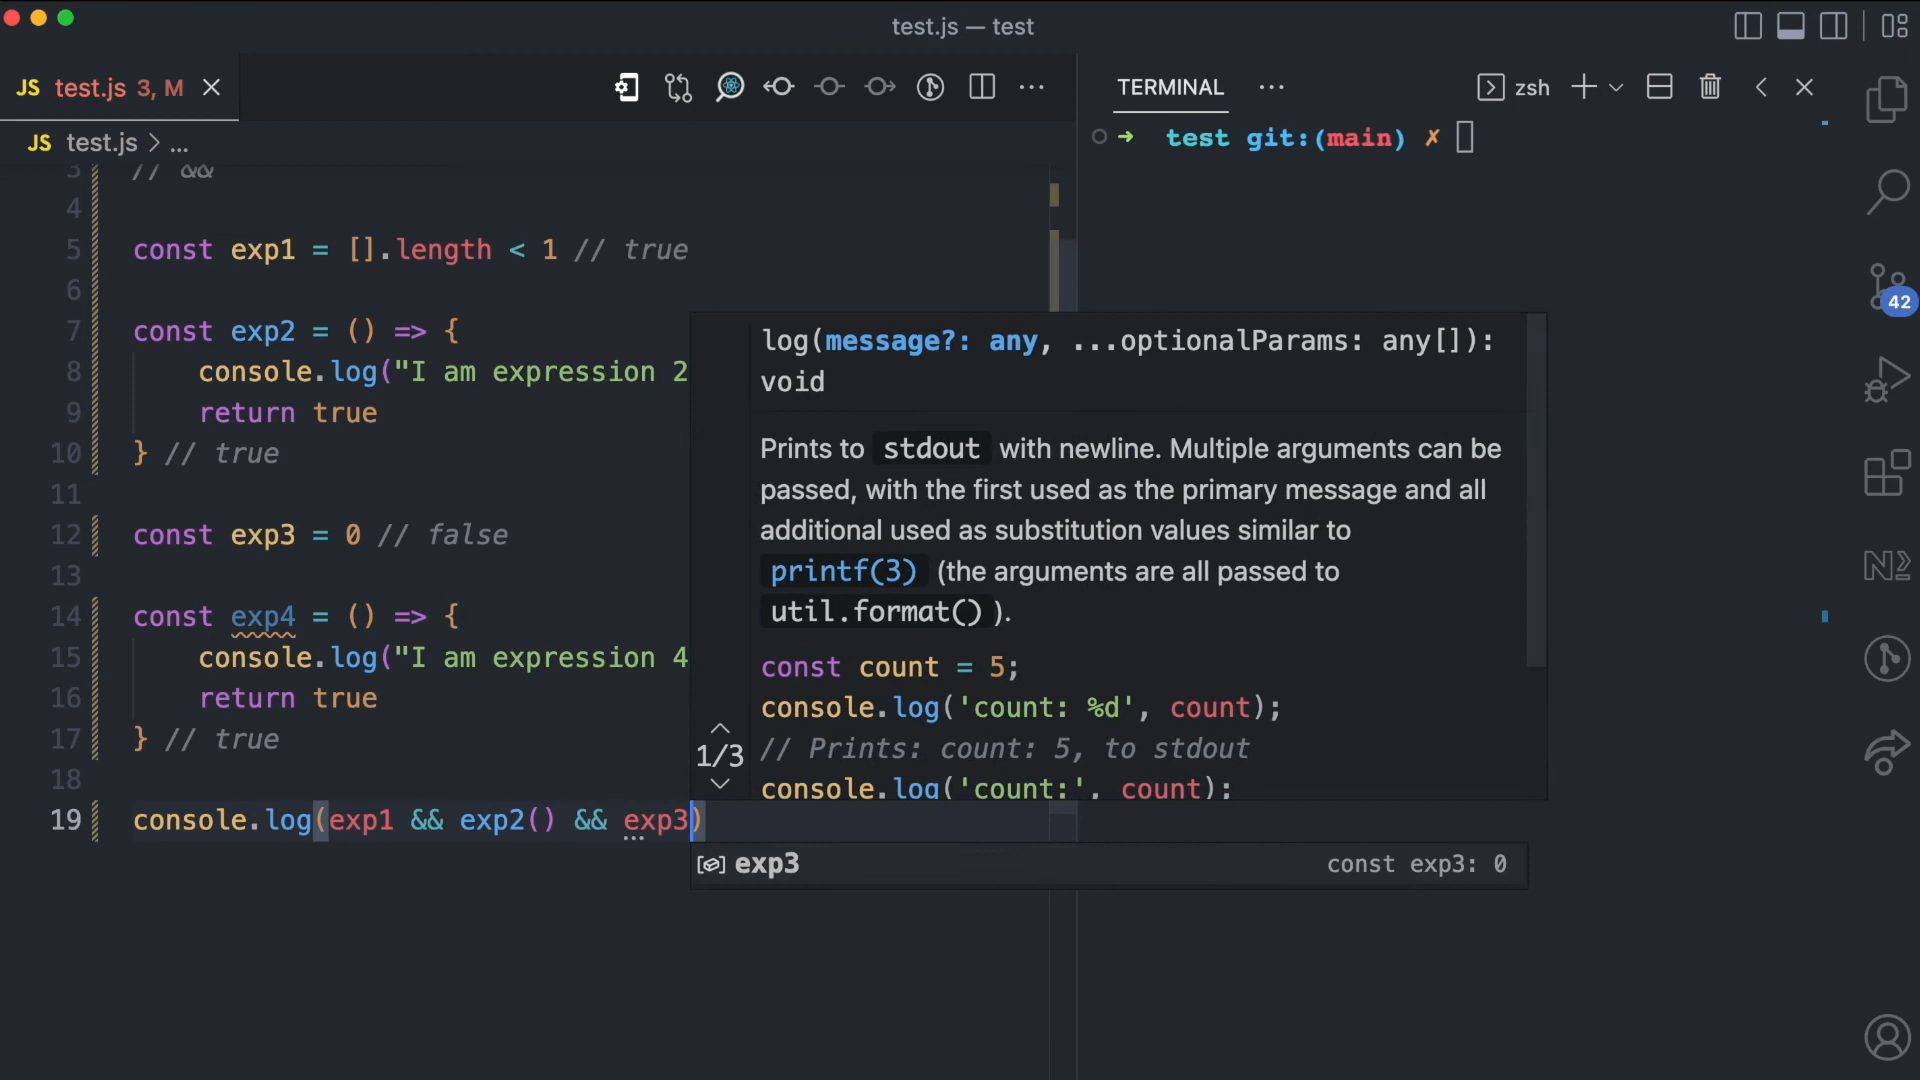 test.js — test
JS test.js 3, M
TERMINAL
zsh
JS test.js > ...
➜ test git:(main) ✗
3 // &&
4
5 const exp1 = [].length < 1 // true
6
7 const exp2 = () => {
8 console.log("I am expression 2
9 return true
10 } // true
11
12 const exp3 = 0 // false
13
14 const exp4 = () => {
15 console.log("I am expression 4
16 return true
17 } // true
18
19 console.log(exp1 && exp2() && exp3)
log(message?: any, ...optionalParams: any[]):
void
Prints to stdout with newline. Multiple arguments can be
passed, with the first used as the primary message and all
additional used as substitution values similar to
printf(3) (the arguments are all passed to
util.format()).
const count = 5;
console.log('count: %d', count);
1/3
// Prints: count: 5, to stdout
console.log('count:', count);
exp3 const exp3: 0
42